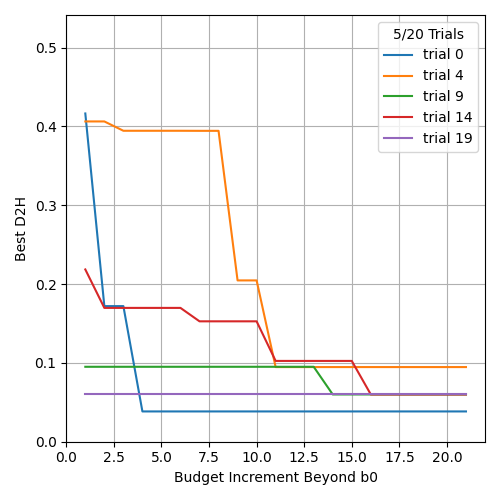 5/20 Trials
trial 0
trial 4
trial 9
trial 14
trial 19
Best D2H
0.5
0.4
0.3
0.2
0.1
0.0
0.0 2.5 5.0 7.5 10.0 12.5 15.0 17.5 20.0
Budget Increment Beyond b0